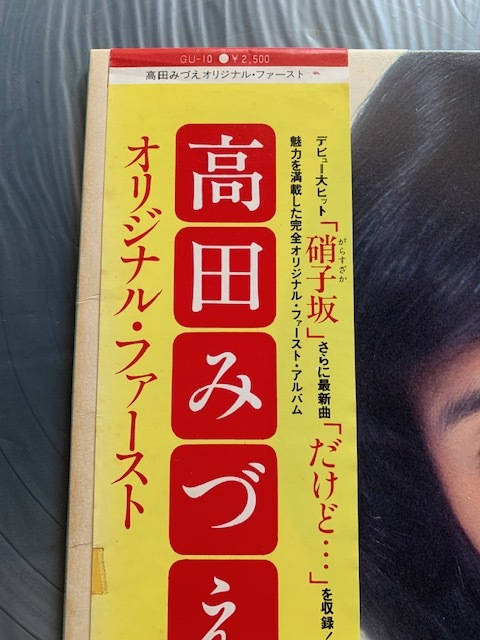 GU-10 ●¥2,500
高田みづえオリジナル・ファースト
デビュー大ヒット「硝子坂」さらに最新曲「だけど…」を収録!
がらすざか
魅力を満載した完全オリジナル・ファースト・アルバム
高田みづえ
オリジナル・ファースト